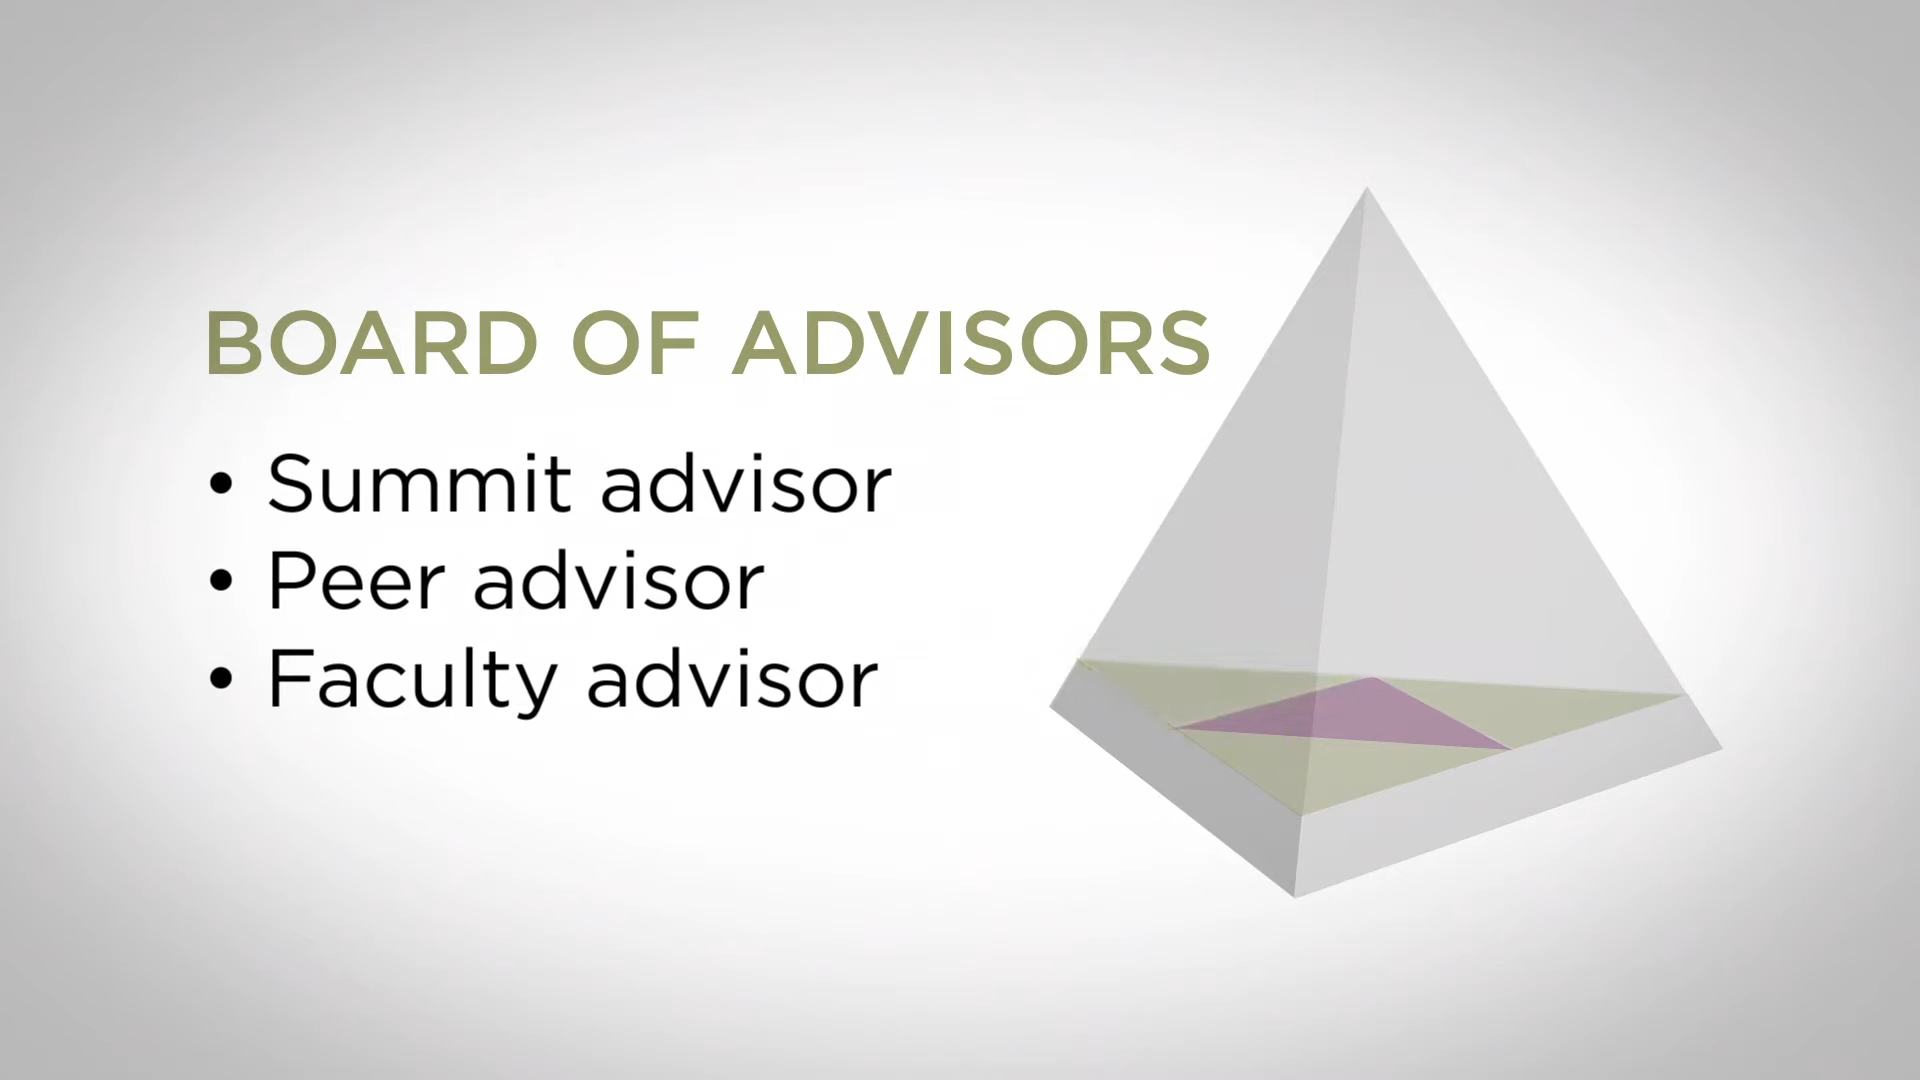 BOARD OF ADVISORS
• Summit advisor
• Peer advisor
• Faculty advisor